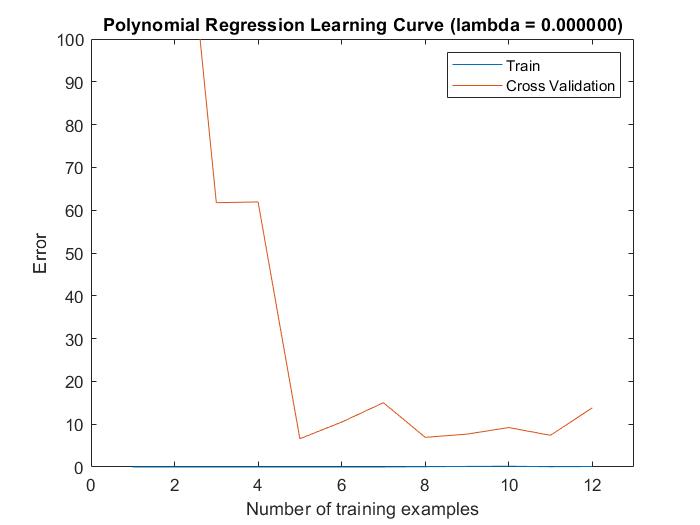 Polynomial Regression Learning Curve (lambda = 0.000000)
100
90
80
70
60
50
40
30
20
10
0
Error
Train
Cross Validation
0 2 4 6 8 10 12
Number of training examples